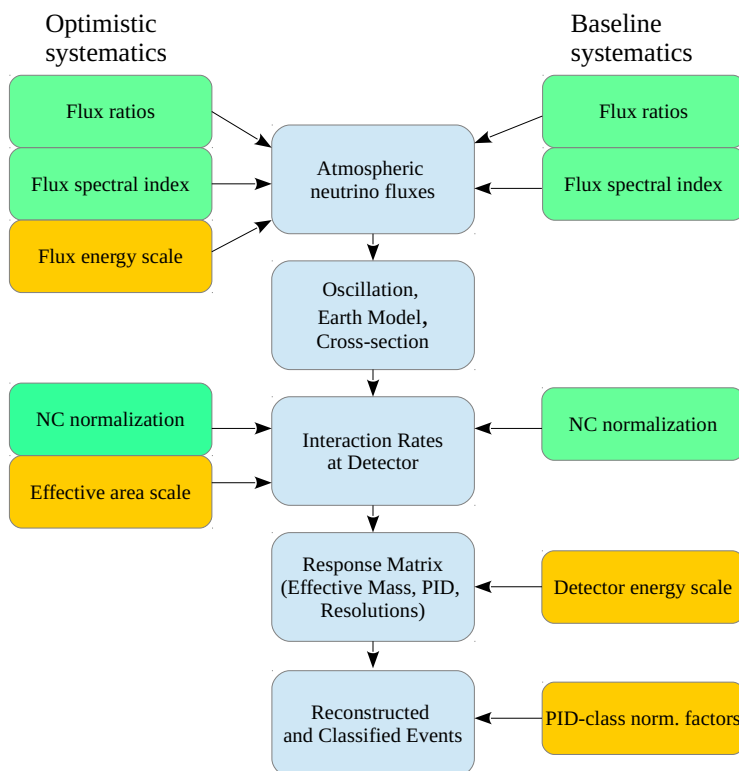 Optimistic
systematics
Baseline
systematics
Flux ratios
Flux spectral index
Flux energy scale
Atmospheric
neutrino fluxes
Flux ratios
Flux spectral index
Oscillation,
Earth Model,
Cross-section
NC normalization
Effective area scale
Interaction Rates
at Detector
NC normalization
Response Matrix
(Effective Mass, PID,
Resolutions)
Detector energy scale
Reconstructed
and Classified Events
PID-class norm. factors